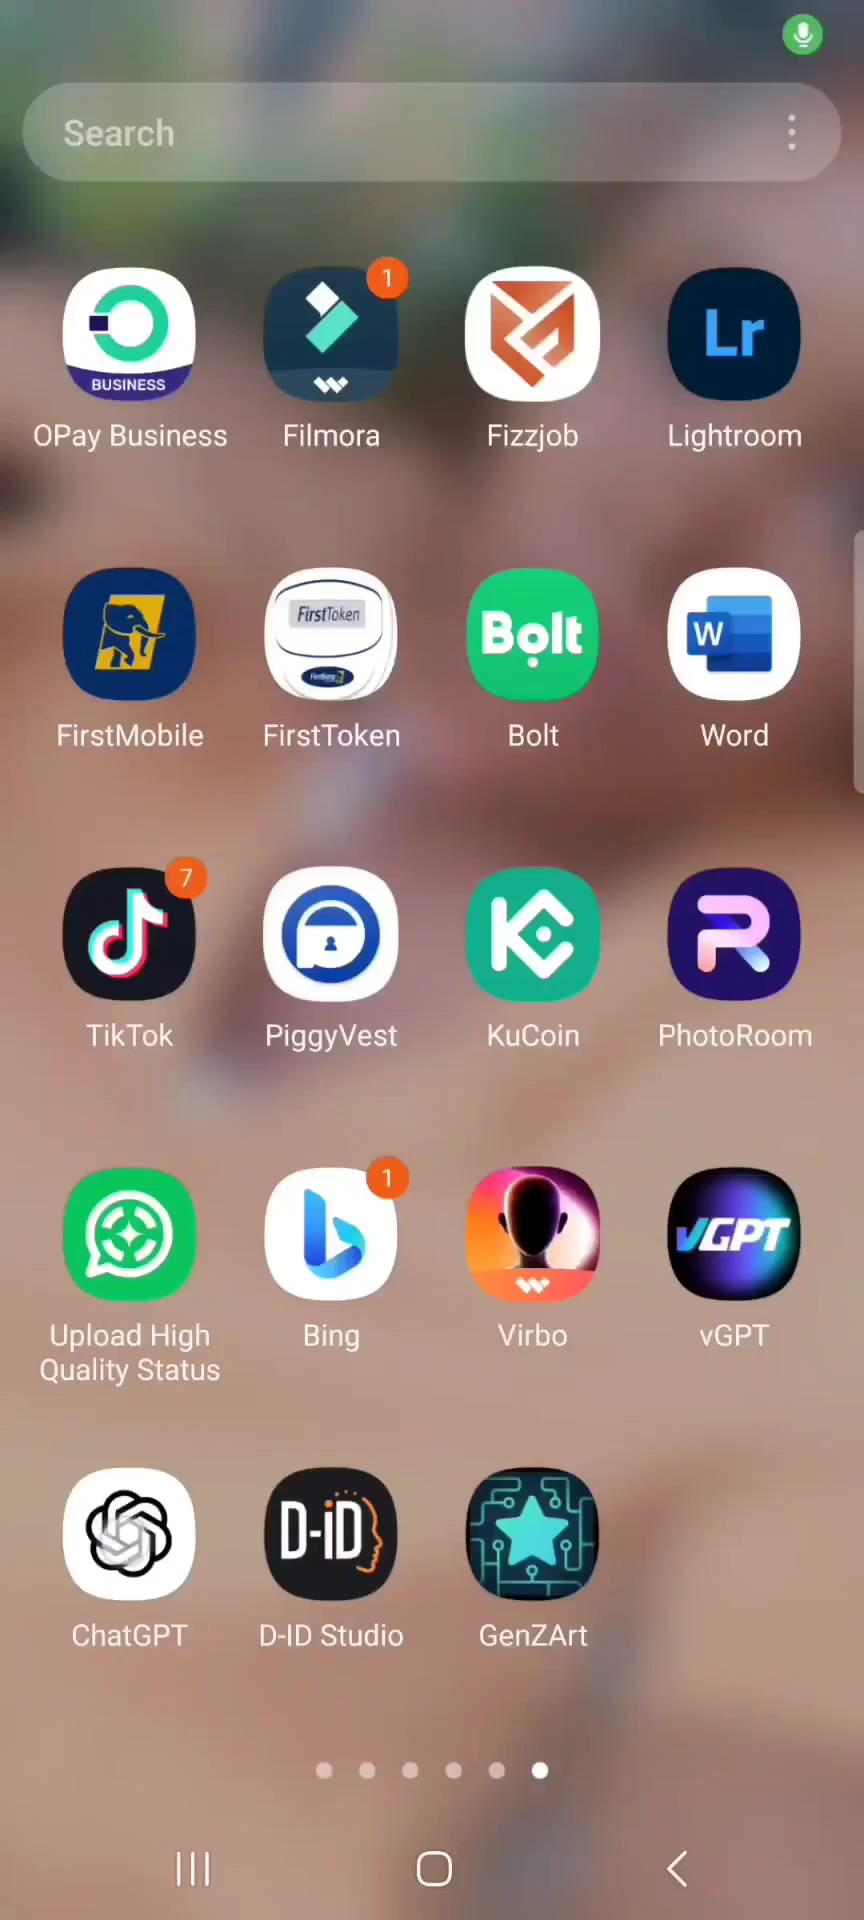 Search
1
BUSINESS
Lr
OPay Business
Filmora
Fizzjob
Lightroom
FirstToken
Bolt
W
FirstMobile
FirstToken
Bolt
Word
7
TikTok
PiggyVest
KuCoin
PhotoRoom
1
vGPT
Upload High
Quality Status
Bing
Virbo
vGPT
D-iD
ChatGPT
D-ID Studio
GenZArt